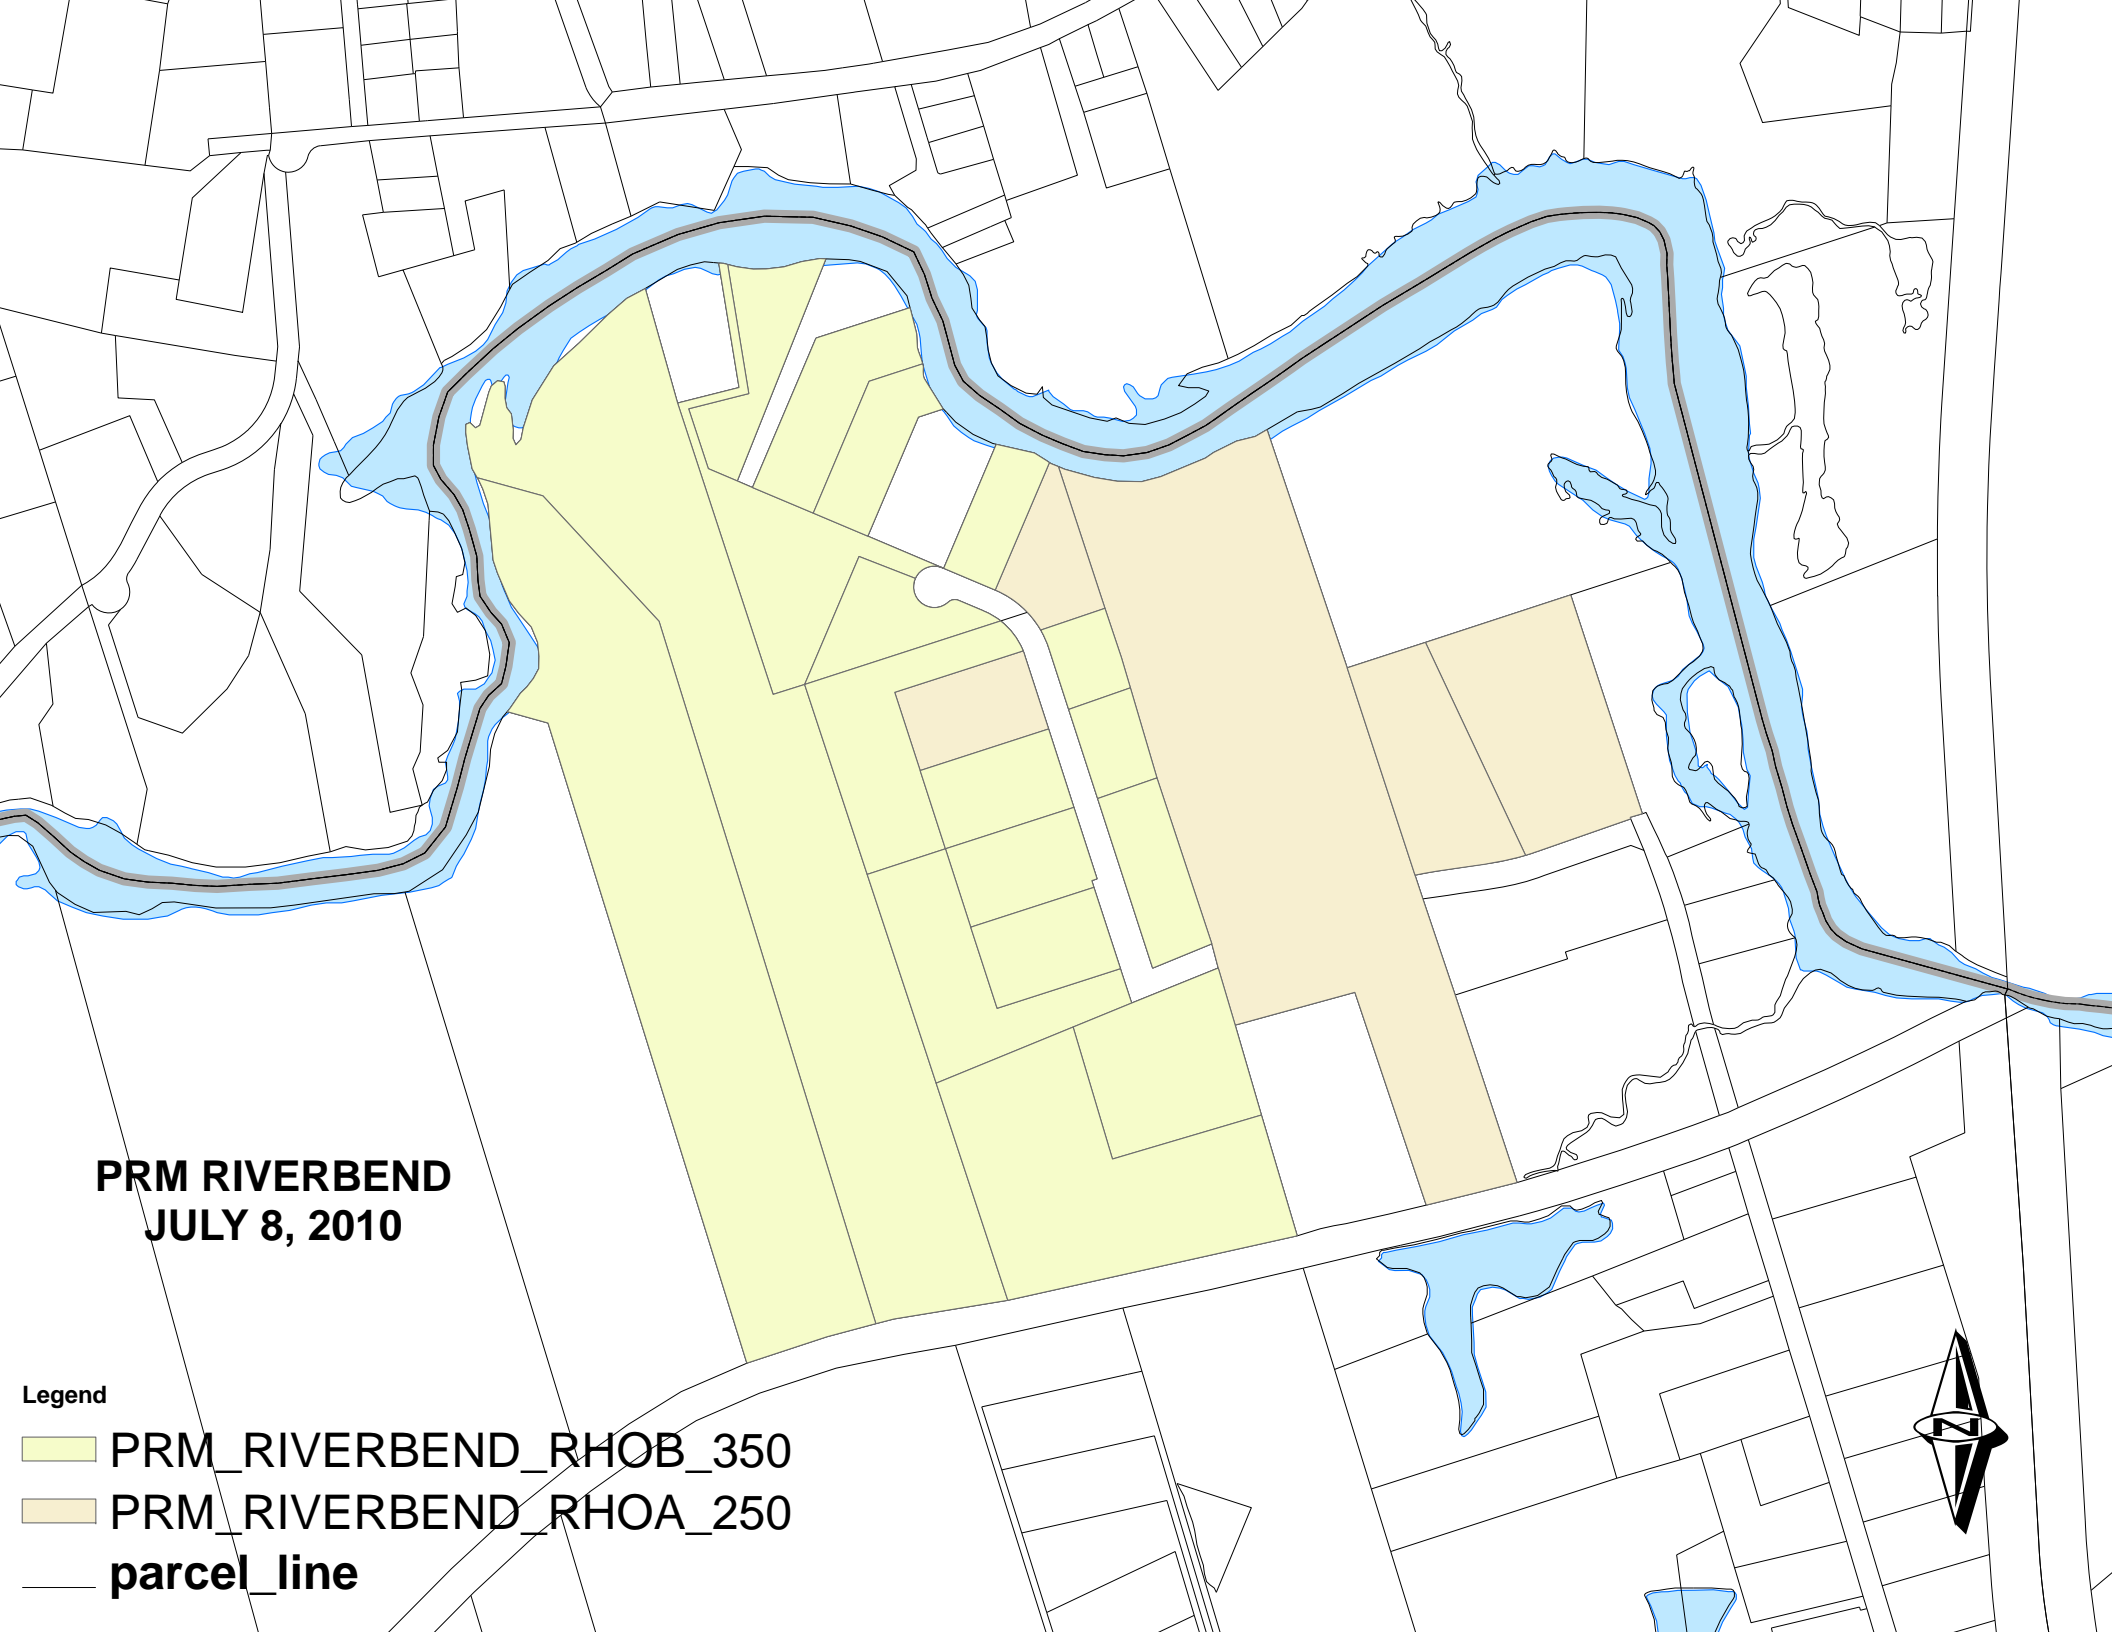 PRM RIVERBEND
JULY 8, 2010
Legend
PRM_RIVERBEND_RHOB_350
PRM_RIVERBEND_RHOA_250
parcel_line
N